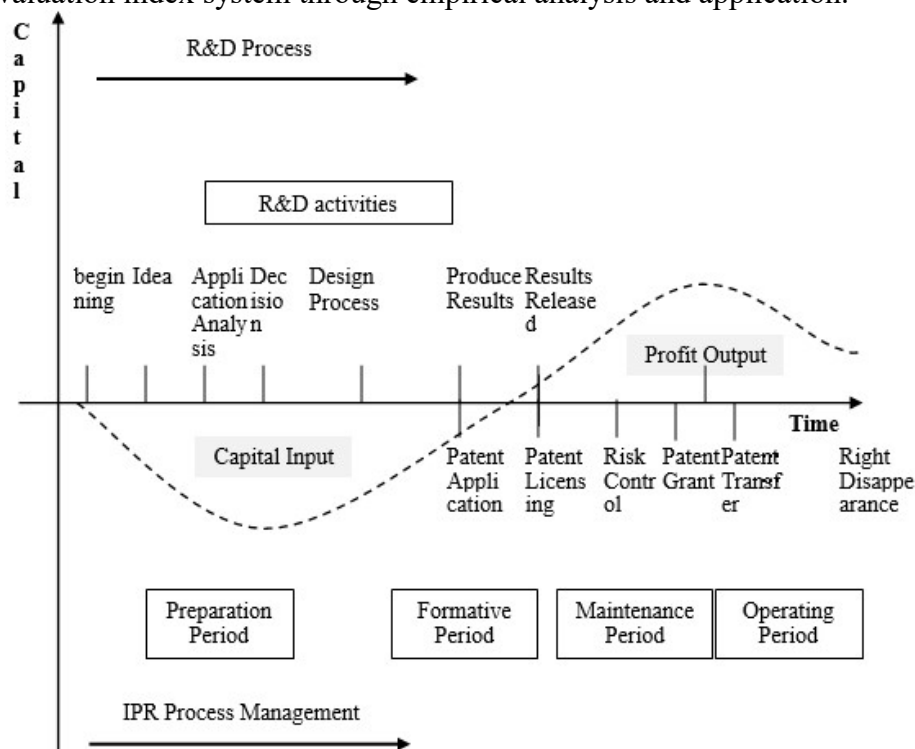 valuation index system through empirical analysis and application.
C
a
p
i
t
a
l
R&D Process
R&D activities
begin Idea Appli Dec Design Produce Results
ning cation isio Process Results Release
Analy n d
sis
Profit Output
Time
Capital Input
Patent Patent Risk Patent Patent Right
Appli Licens Contr Grant Transf Disappe
cation ing ol er arance
Preparation Formative Maintenance Operating
Period Period Period Period
IPR Process Management